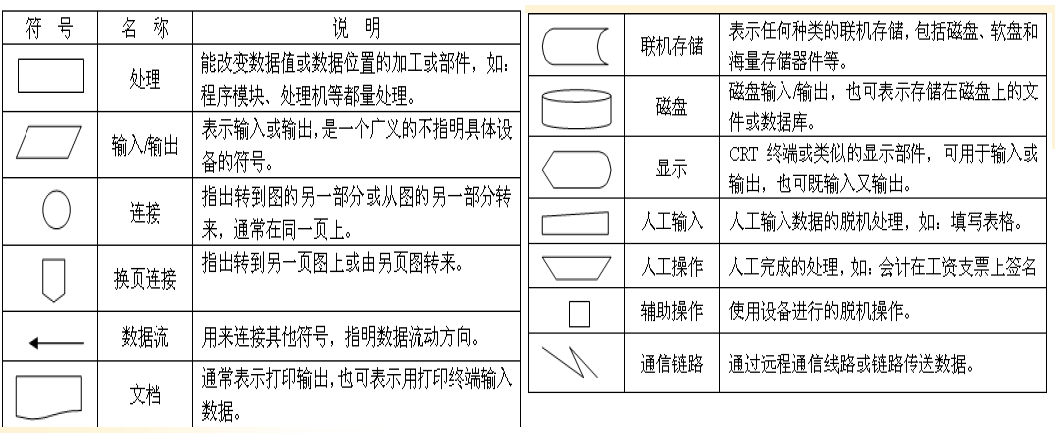 符 号 名 称 说 明
处理
能改变数据值或数据位置的加工或部件，如：
程序模块、处理机等都量处理。
输入/输出
表示输入或输出，是一个广义的不指明具体设
备的符号。
连接
指出转到图的另一部分或从图的另一部分转
来，通常在同一页上。
换页连接
指出转到另一页图上或由另页图转来。
数据流
用来连接其他符号，指明数据流动方向。
文档
通常表示打印输出，也可表示用打印终端输入
数据。
联机存储
表示任何种类的联机存储，包括磁盘、软盘和
海量存储器件等。
磁盘
磁盘输入/输出，也可表示存储在磁盘上的文
件或数据库。
显示
CRT 终端或类似的显示部件，可用于输入或
输出，也可既输入又输出。
人工输入
人工输入数据的脱机处理，如：填写表格。
人工操作
人工完成的处理，如：会计在工资支票上签名
辅助操作
使用设备进行的脱机操作。
通信链路
通过远程通信线路或链路传送数据。